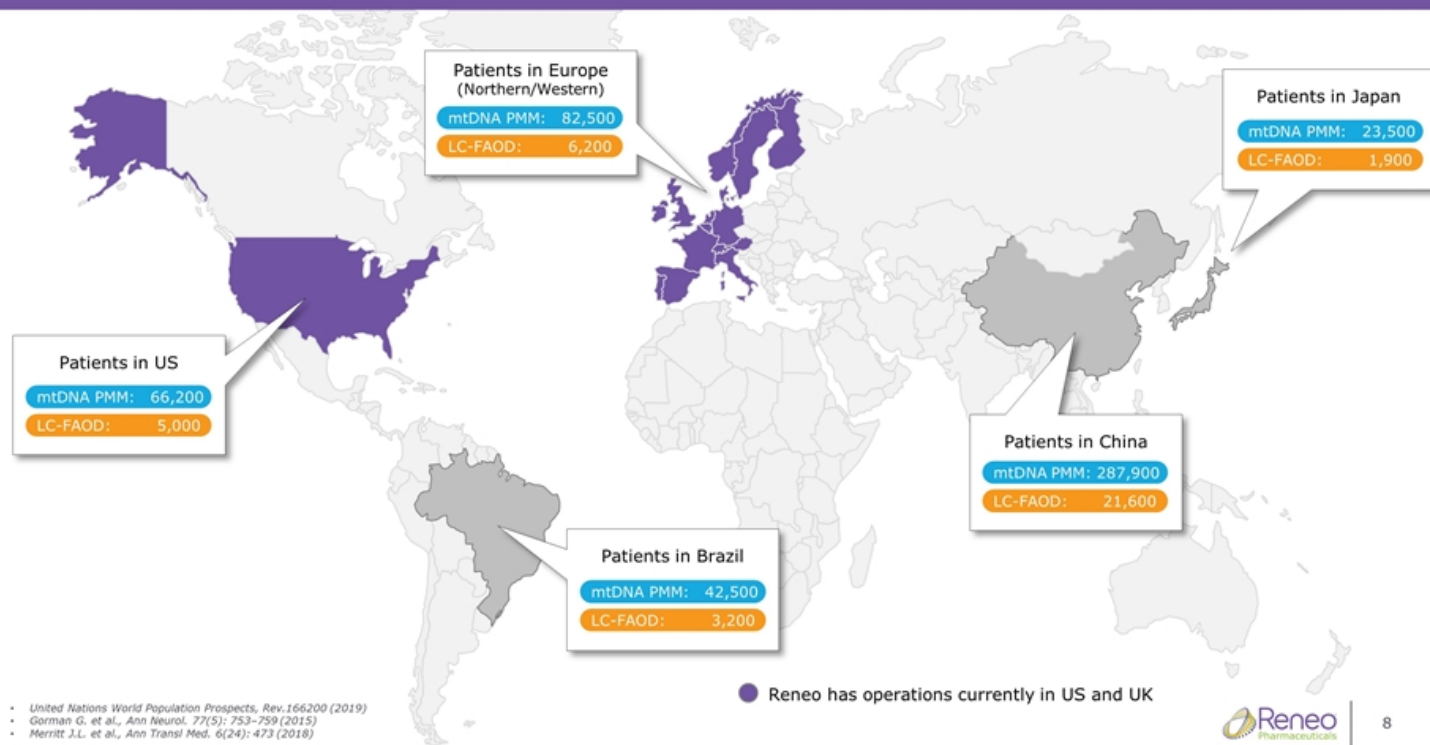 Patients in Europe
(Northern/Western)
mtDNA PMM: 82,500
LC-FAOD: 6,200
Patients in Japan
mtDNA PMM: 23,500
LC-FAOD: 1,900
Patients in US
mtDNA PMM: 66,200
LC-FAOD: 5,000
Patients in China
mtDNA PMM: 287,900
LC-FAOD: 21,600
Patients in Brazil
mtDNA PMM: 42,500
LC-FAOD: 3,200
Reneo has operations currently in US and UK
• United Nations World Population Prospects, Rev.166200 (2019)
• Gorman G. et al., Ann Neurol. 77(5): 753–759 (2015)
• Merritt J.L. et al., Ann Transl Med. 6(24): 473 (2018)
Reneo
Pharmaceuticals
8